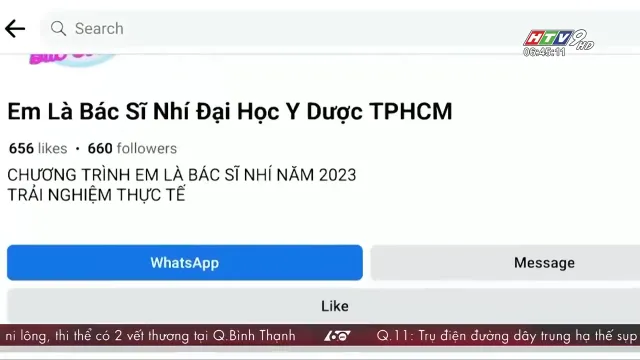 Search
HTV9 HD
06:45:11
Em Là Bác Sĩ Nhí Đại Học Y Dược TPHCM
656 likes • 660 followers
CHƯƠNG TRÌNH EM LÀ BÁC SĨ NHÍ NĂM 2023
TRẢI NGHIỆM THỰC TẾ
WhatsApp
Message
Like
ni lông, thi thể có 2 vết thương tại Q.Bình Thạnh
60
Q.11: Trụ điện đường dây trung hạ thế sụp